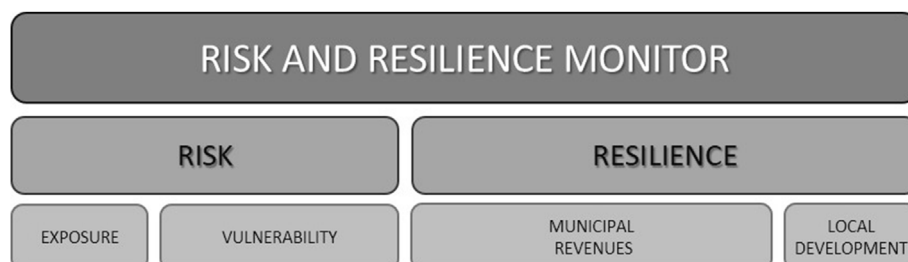 RISK AND RESILIENCE MONITOR
RISK
RESILIENCE
EXPOSURE
VULNERABILITY
MUNICIPAL
REVENUES
LOCAL
DEVELOPMENT